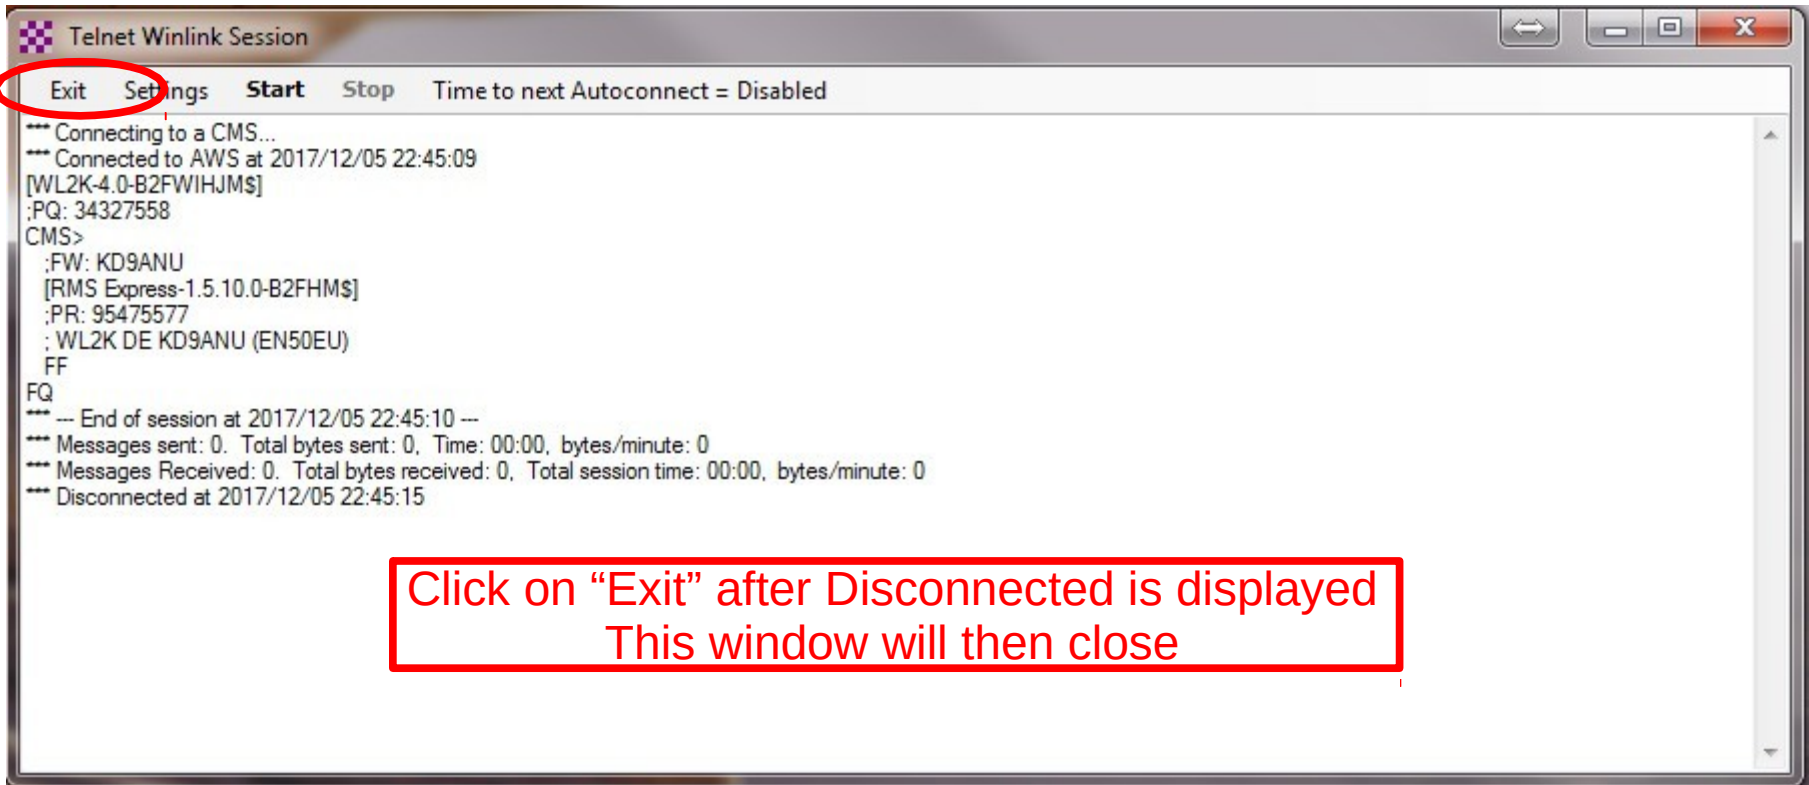 Telnet Winlink Session
Exit Settings Start Stop Time to next Autoconnect = Disabled
*** Connecting to a CMS...
*** Connected to AWS at 2017/12/05 22:45:09
[WL2K-4.0-B2FWIHJM$]
;PQ: 34327558
CMS>
;FW: KD9ANU
[RMS Express-1.5.10.0-B2FHM$]
;PR: 95475577
; WL2K DE KD9ANU (EN50EU)
FF
FQ
*** --- End of session at 2017/12/05 22:45:10 ---
*** Messages sent: 0. Total bytes sent: 0, Time: 00:00, bytes/minute: 0
*** Messages Received: 0. Total bytes received: 0, Total session time: 00:00, bytes/minute: 0
*** Disconnected at 2017/12/05 22:45:15
Click on “Exit” after Disconnected is displayed
This window will then close